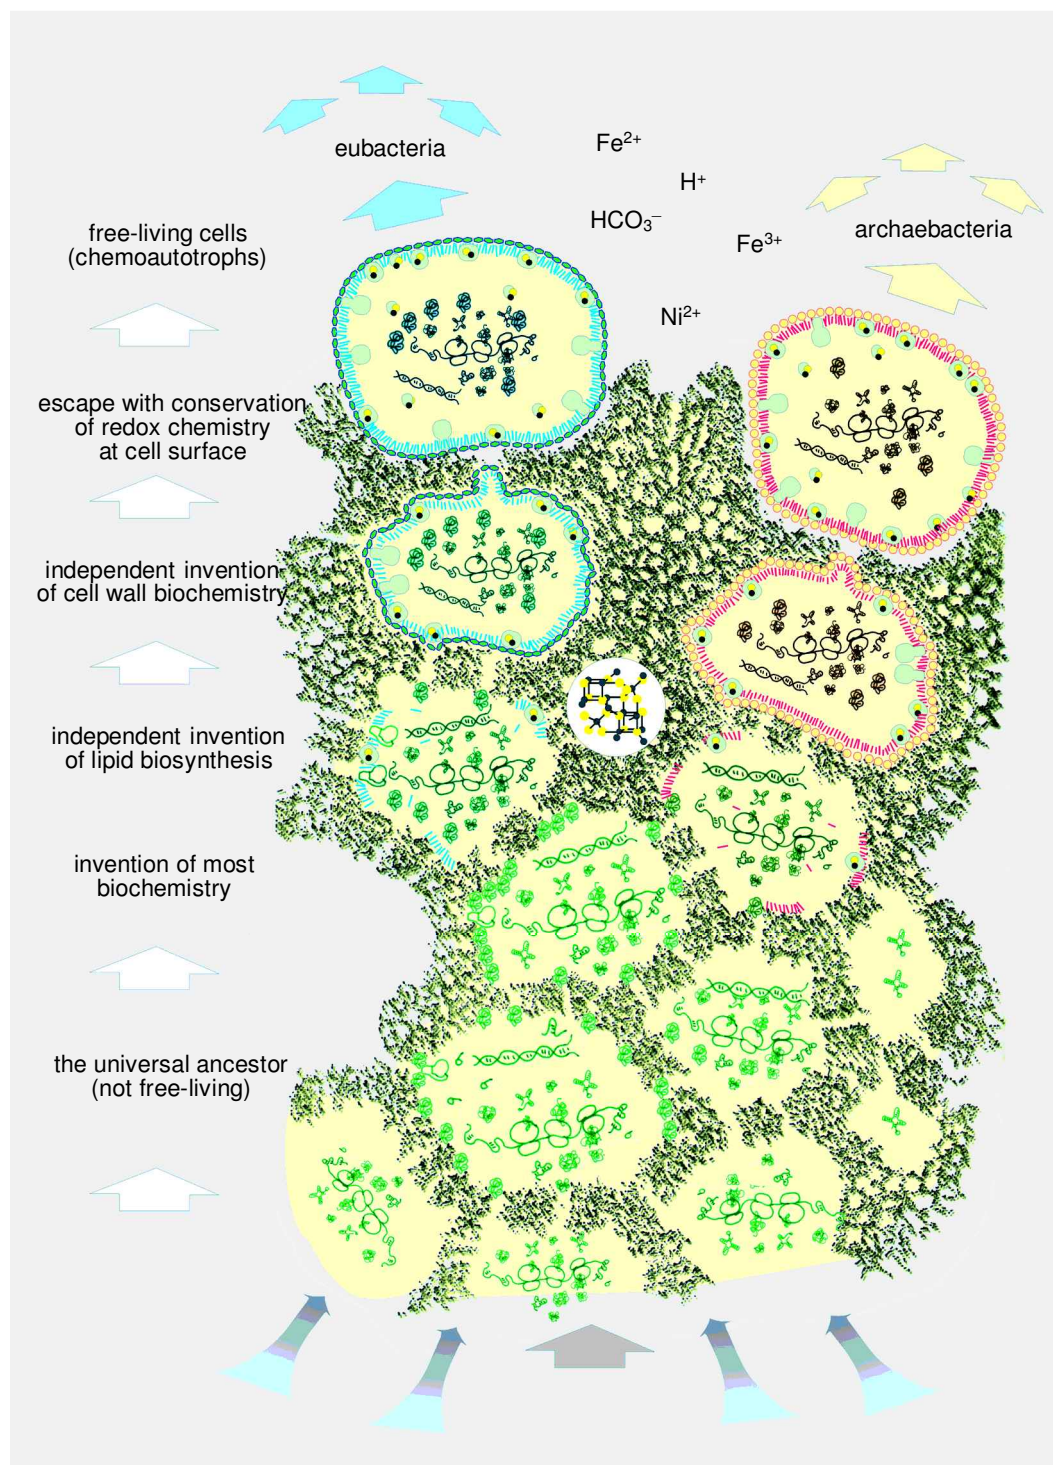 eubacteria
Fe²⁺
H⁺
HCO₃⁻
Fe³⁺
archaebacteria
Ni²⁺
free-living cells
(chemoautotrophs)
escape with conservation
of redox chemistry
at cell surface
independent invention
of cell wall biochemistry
independent invention
of lipid biosynthesis
invention of most
biochemistry
the universal ancestor
(not free-living)